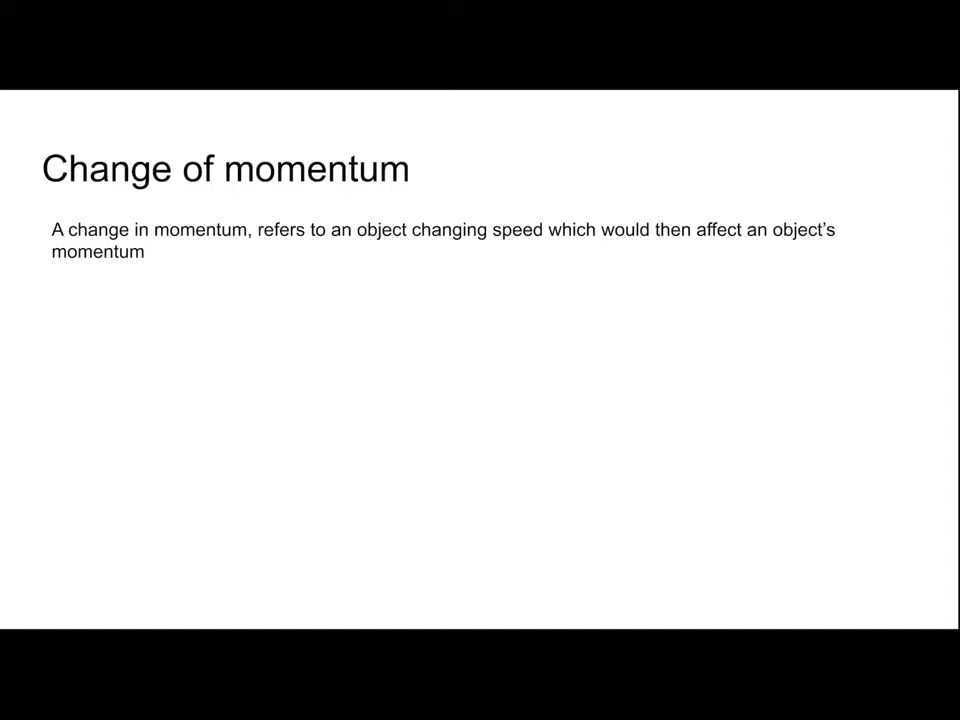 Change of momentum
A change in momentum, refers to an object changing speed which would then affect an object’s
momentum